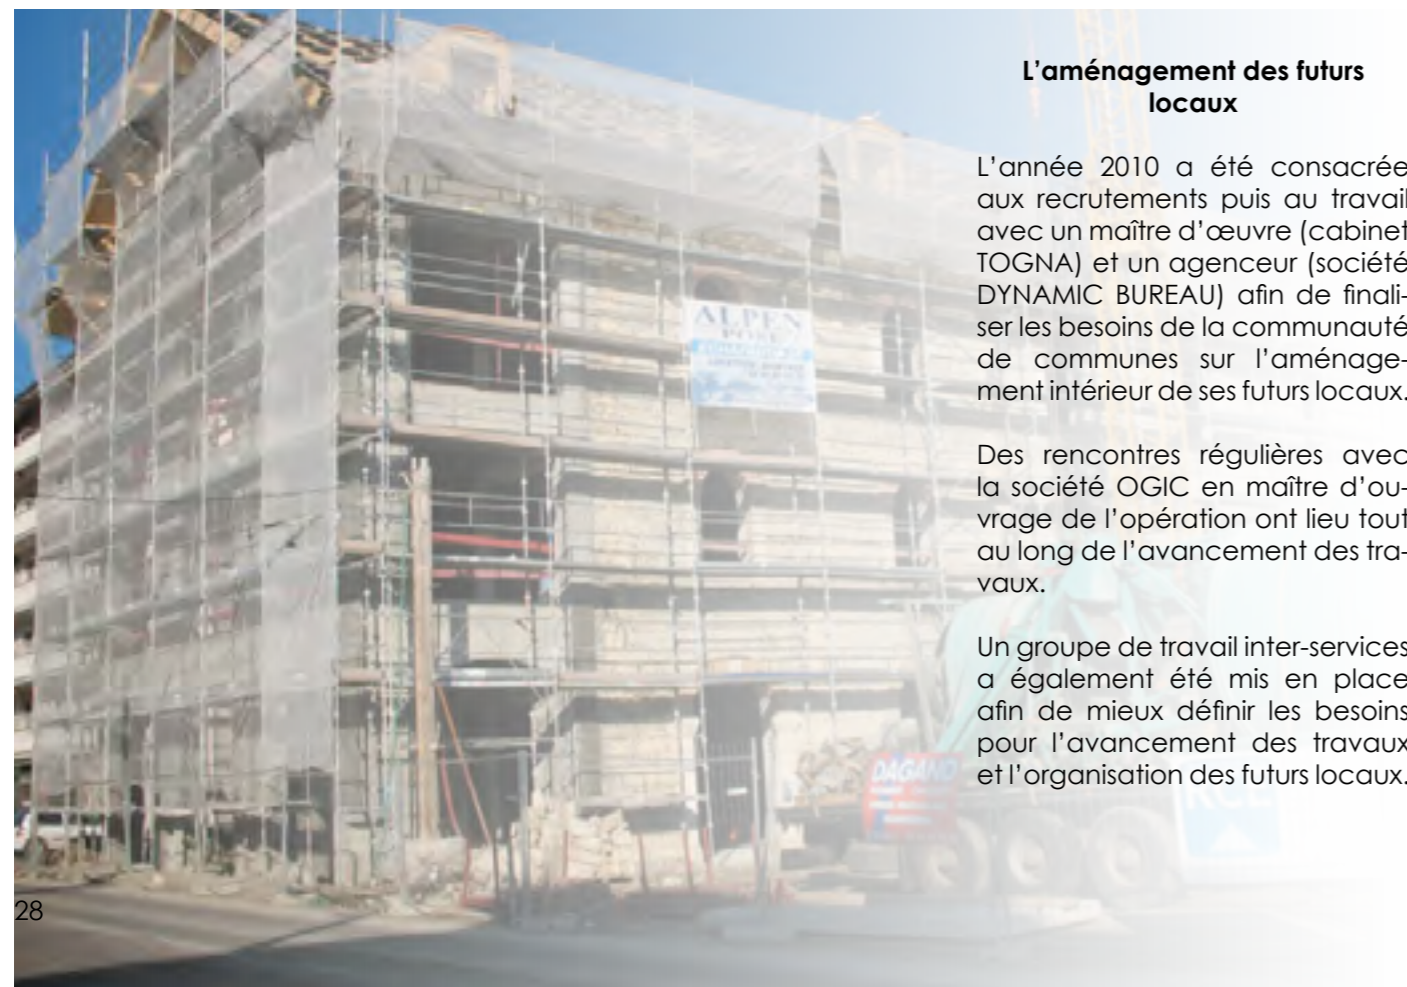 L’aménagement des futurs
locaux
L’année 2010 a été consacrée
aux recrutements puis au travail
avec un maître d’œuvre (cabinet
TOGNA) et un agenceur (société
DYNAMIC BUREAU) afin de finali-
ser les besoins de la communauté
de communes sur l’aménage-
ment intérieur de ses futurs locaux.
Des rencontres régulières avec
la société OGIC en maître d’ou-
vrage de l’opération ont lieu tout
au long de l’avancement des tra-
vaux.
Un groupe de travail inter-services
a également été mis en place
afin de mieux définir les besoins
pour l’avancement des travaux
et l’organisation des futurs locaux.
ALPEN
DAGAND
28